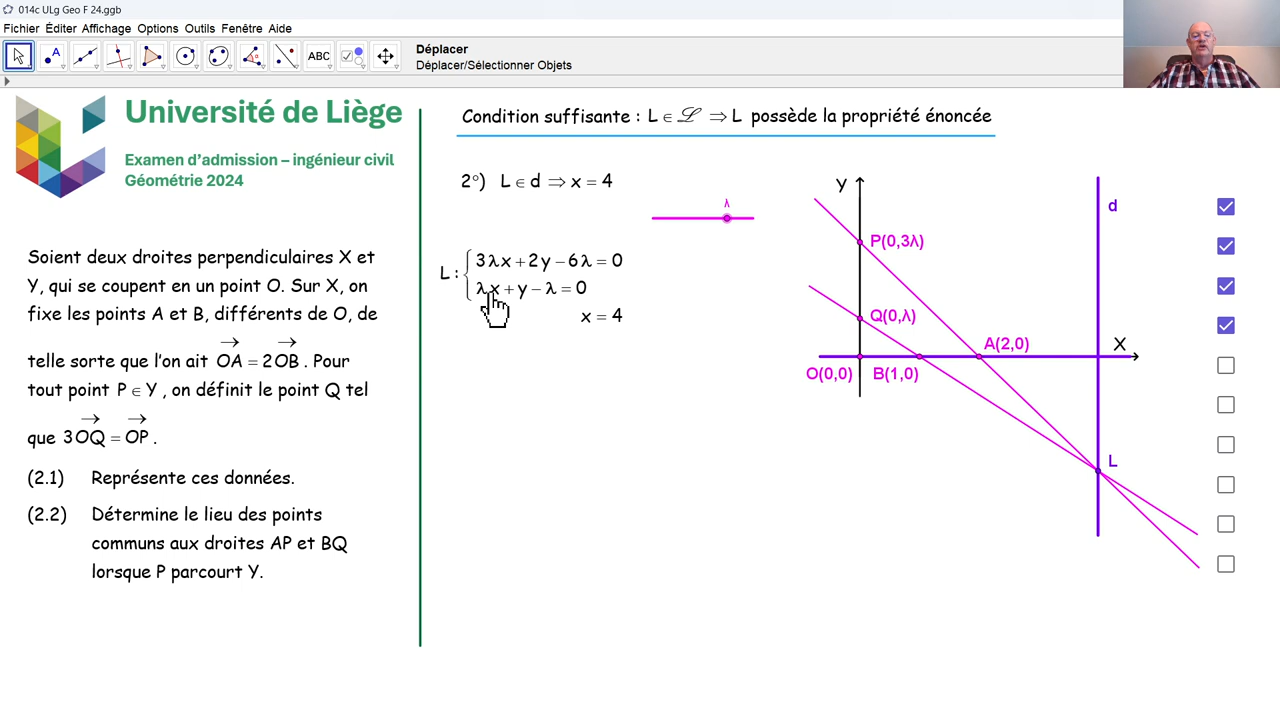 014c ULg Geo F 24.ggb
Fichier Éditer Affichage Options Outils Fenêtre Aide
A
ABC
Déplacer
Déplacer/Sélectionner Objets
Université de Liège
Examen d'admission – ingénieur civil
Géométrie 2024
Soient deux droites perpendiculaires X et
Y, qui se coupent en un point O. Sur X, on
fixe les points A et B, différents de O, de
telle sorte que l'on ait →OA = 2→OB. Pour
tout point P ∈ Y, on définit le point Q tel
que 3→OQ = →OP.
(2.1) Représente ces données.
(2.2) Détermine le lieu des points
communs aux droites AP et BQ
lorsque P parcourt Y.
Condition suffisante : L ∈ ℒ ⇒ L possède la propriété énoncée
2°) L ∈ d ⇒ x = 4
λ
L : { 3λx + 2y − 6λ = 0
λx + y − λ = 0
x = 4
Y
d
P(0,3λ)
Q(0,λ)
A(2,0)
X
O(0,0)
B(1,0)
L